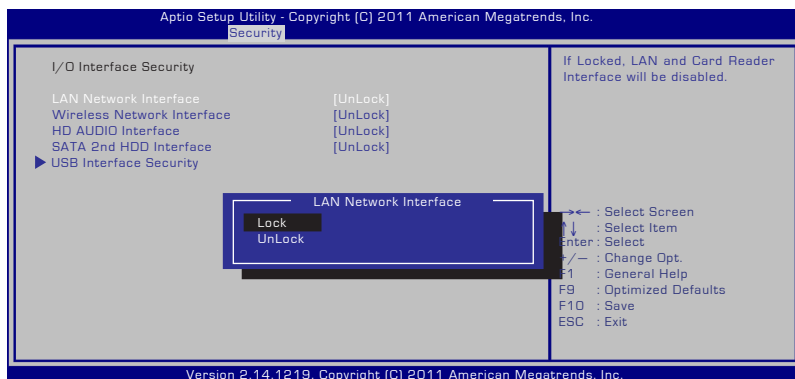 Aptio Setup Utility - Copyright (C) 2011 American Megatrends, Inc.
Security
I/O Interface Security
LAN Network Interface [UnLock]
Wireless Network Interface [UnLock]
HD AUDIO Interface [UnLock]
SATA 2nd HDD Interface [UnLock]
USB Interface Security
If Locked, LAN and Card Reader
Interface will be disabled.
LAN Network Interface
Lock
UnLock
→← : Select Screen
↑↓ : Select Item
Enter : Select
+/— : Change Opt.
F1 : General Help
F9 : Optimized Defaults
F10 : Save
ESC : Exit
Version 2.14.1219. Copyright (C) 2011 American Megatrends, Inc.